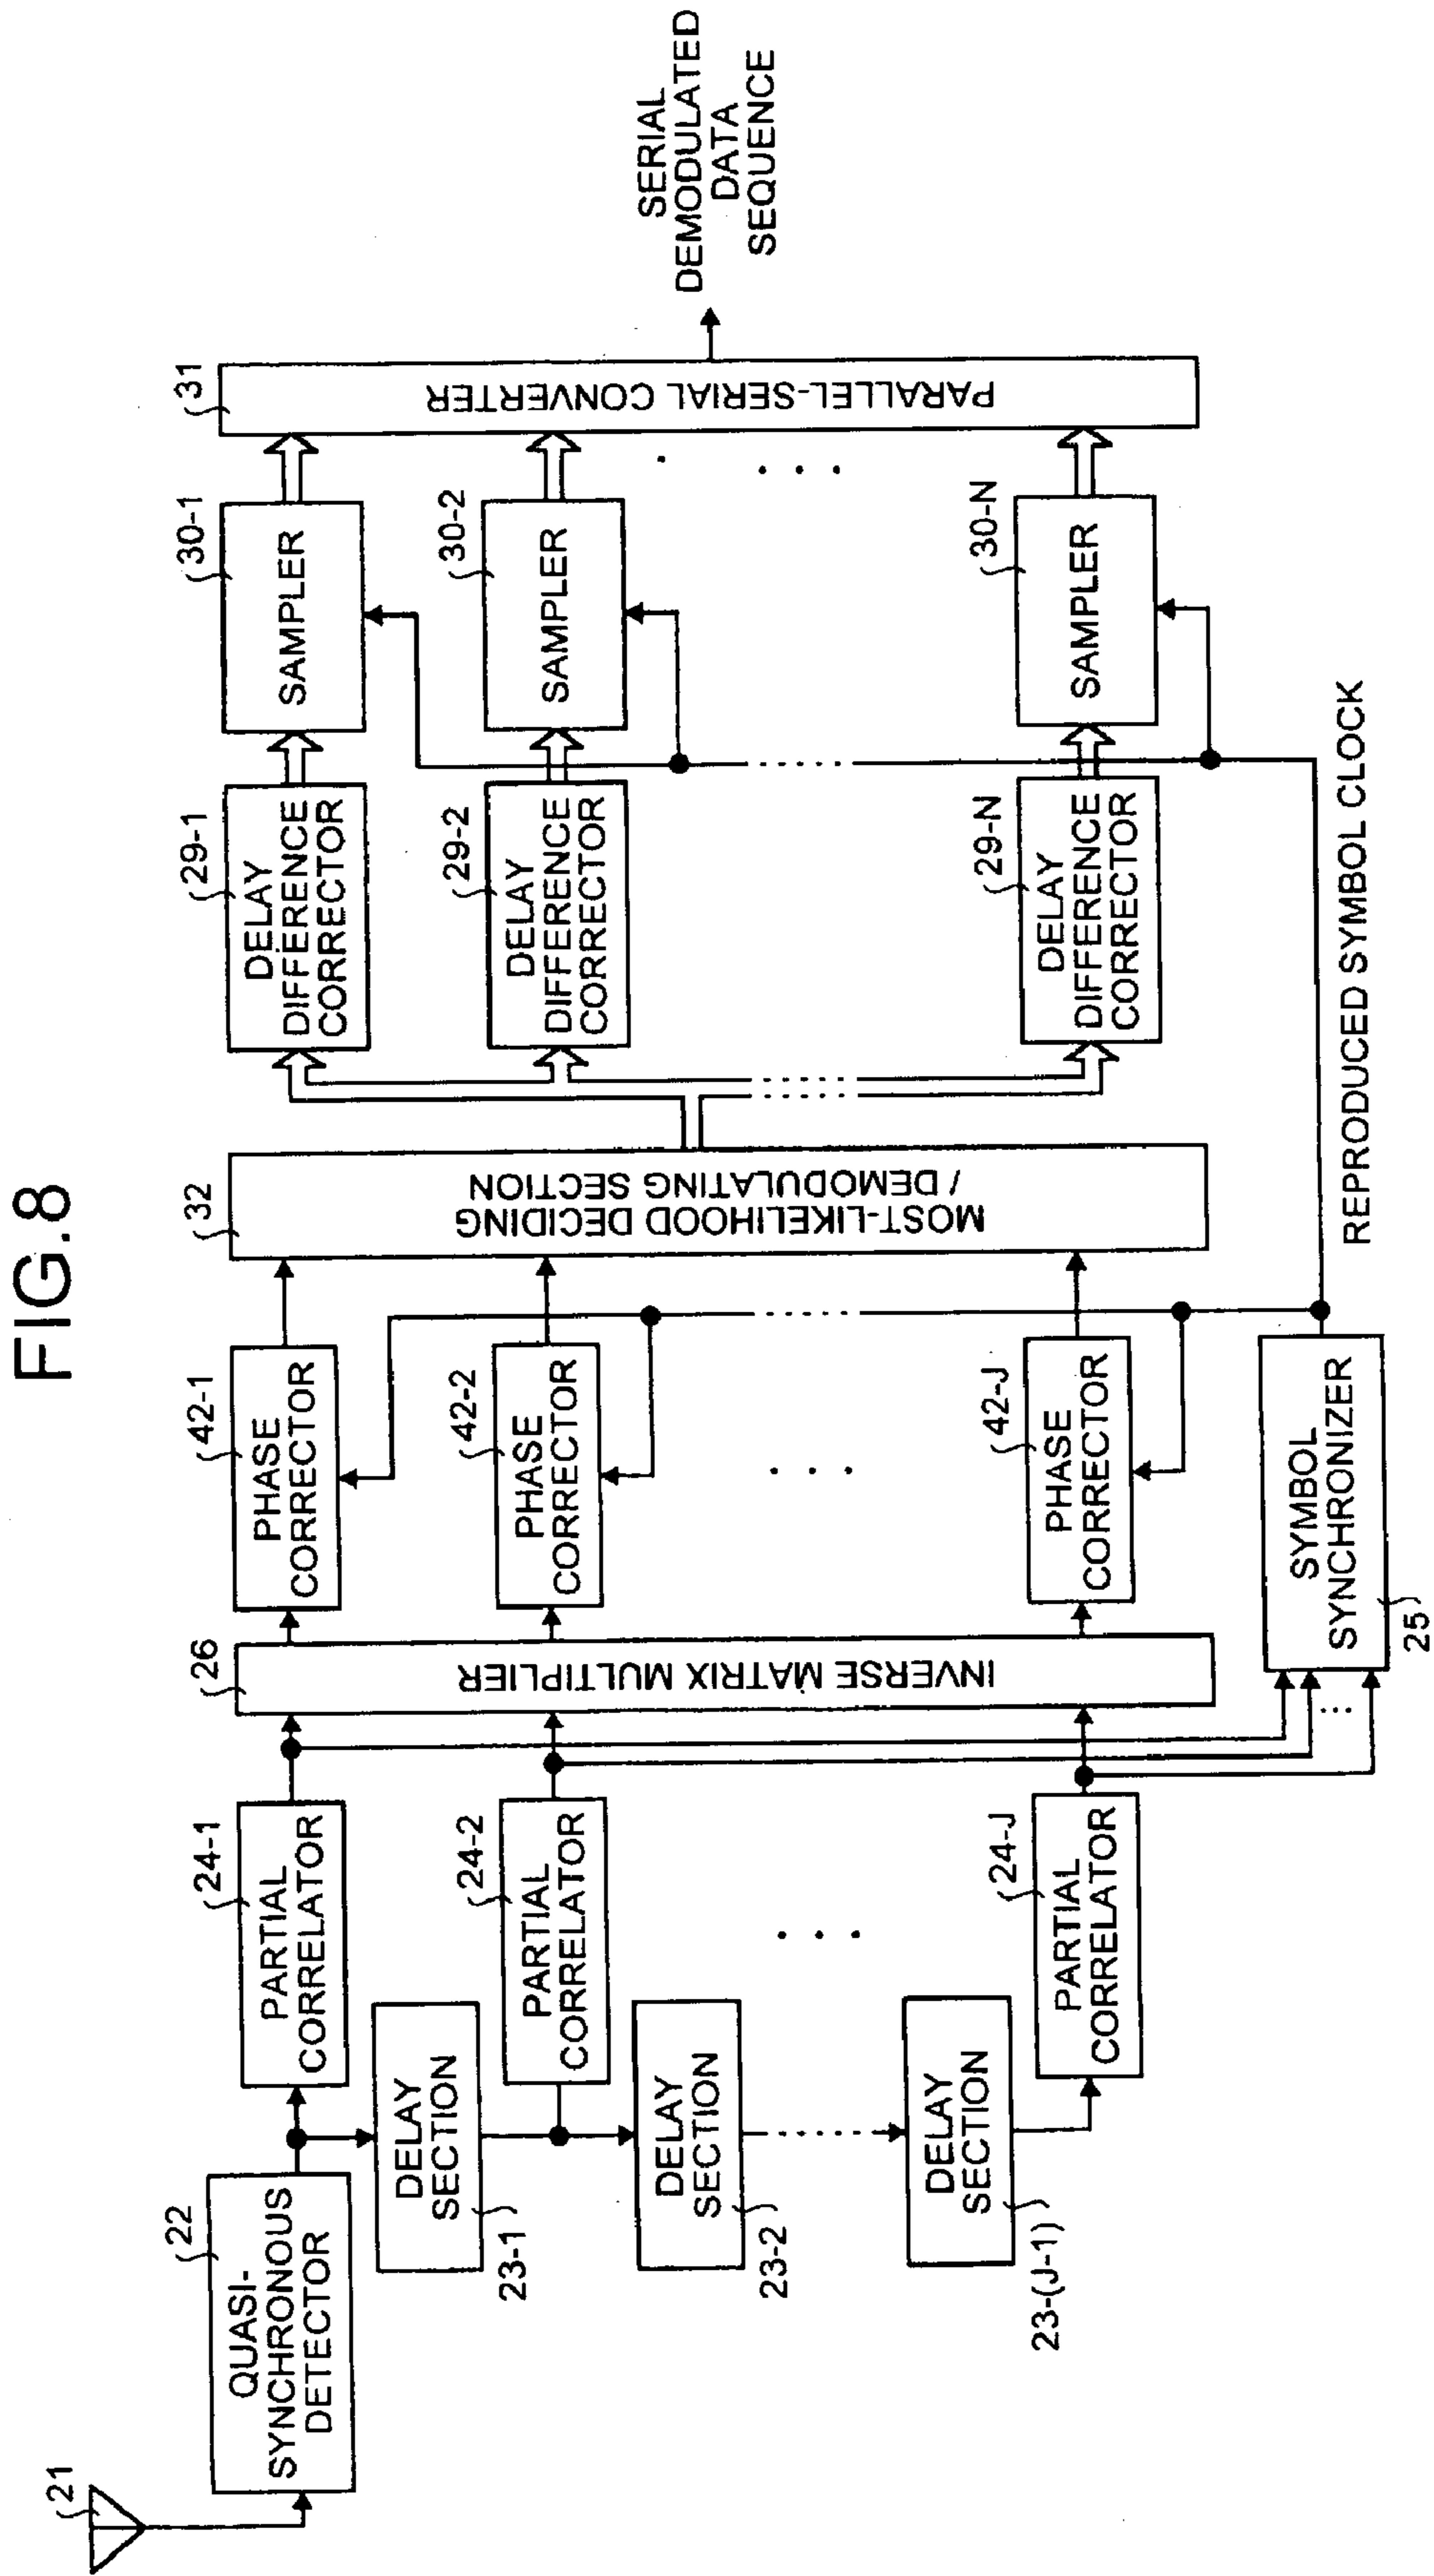 FIG.8
21
22
QUASI-
SYNCHRONOUS
DETECTOR
DELAY
SECTION
23-1
DELAY
SECTION
23-2
DELAY
SECTION
23-(J-1)
24-1
PARTIAL
CORRELATOR
24-2
PARTIAL
CORRELATOR
24-J
PARTIAL
CORRELATOR
26
INVERSE MATRIX MULTIPLIER
SYMBOL
SYNCHRONIZER
25
42-1
PHASE
CORRECTOR
42-2
PHASE
CORRECTOR
42-J
PHASE
CORRECTOR
32
MOST-LIKELIHOOD DECIDING
/ DEMODULATING SECTION
REPRODUCED SYMBOL CLOCK
29-1
DELAY
DIFFERENCE
CORRECTOR
29-2
DELAY
DIFFERENCE
CORRECTOR
29-N
DELAY
DIFFERENCE
CORRECTOR
30-1
SAMPLER
30-2
SAMPLER
30-N
SAMPLER
31
PARALLEL-SERIAL CONVERTER
SERIAL
DEMODULATED
DATA
SEQUENCE